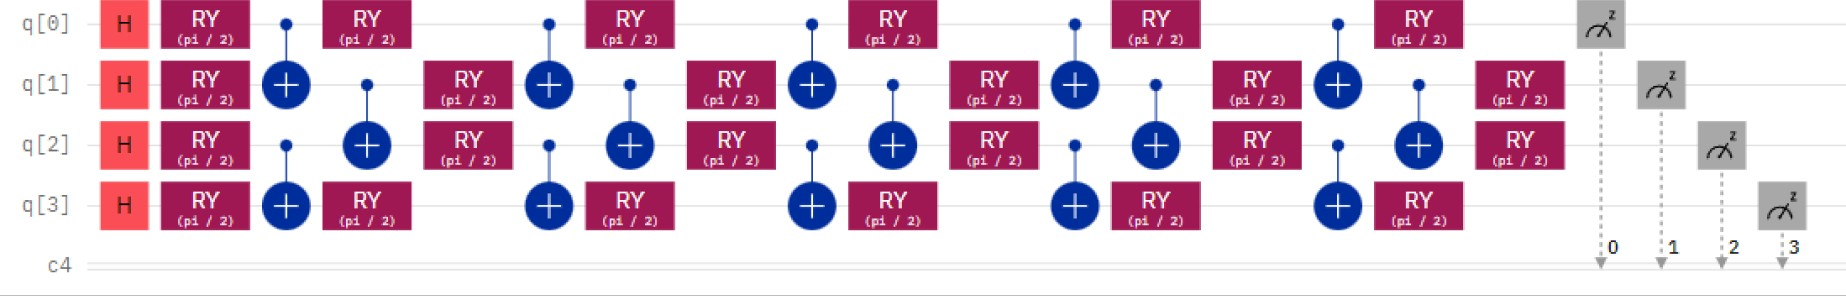 q[0] H RY (pi / 2) RY (pi / 2) RY (pi / 2) RY (pi / 2) RY (pi / 2) RY (pi / 2) z
q[1] H RY (pi / 2) RY (pi / 2) RY (pi / 2) RY (pi / 2) RY (pi / 2) RY (pi / 2) z
q[2] H RY (pi / 2) RY (pi / 2) RY (pi / 2) RY (pi / 2) RY (pi / 2) RY (pi / 2) z
q[3] H RY (pi / 2) RY (pi / 2) RY (pi / 2) RY (pi / 2) RY (pi / 2) RY (pi / 2) z
c4 0 1 2 3